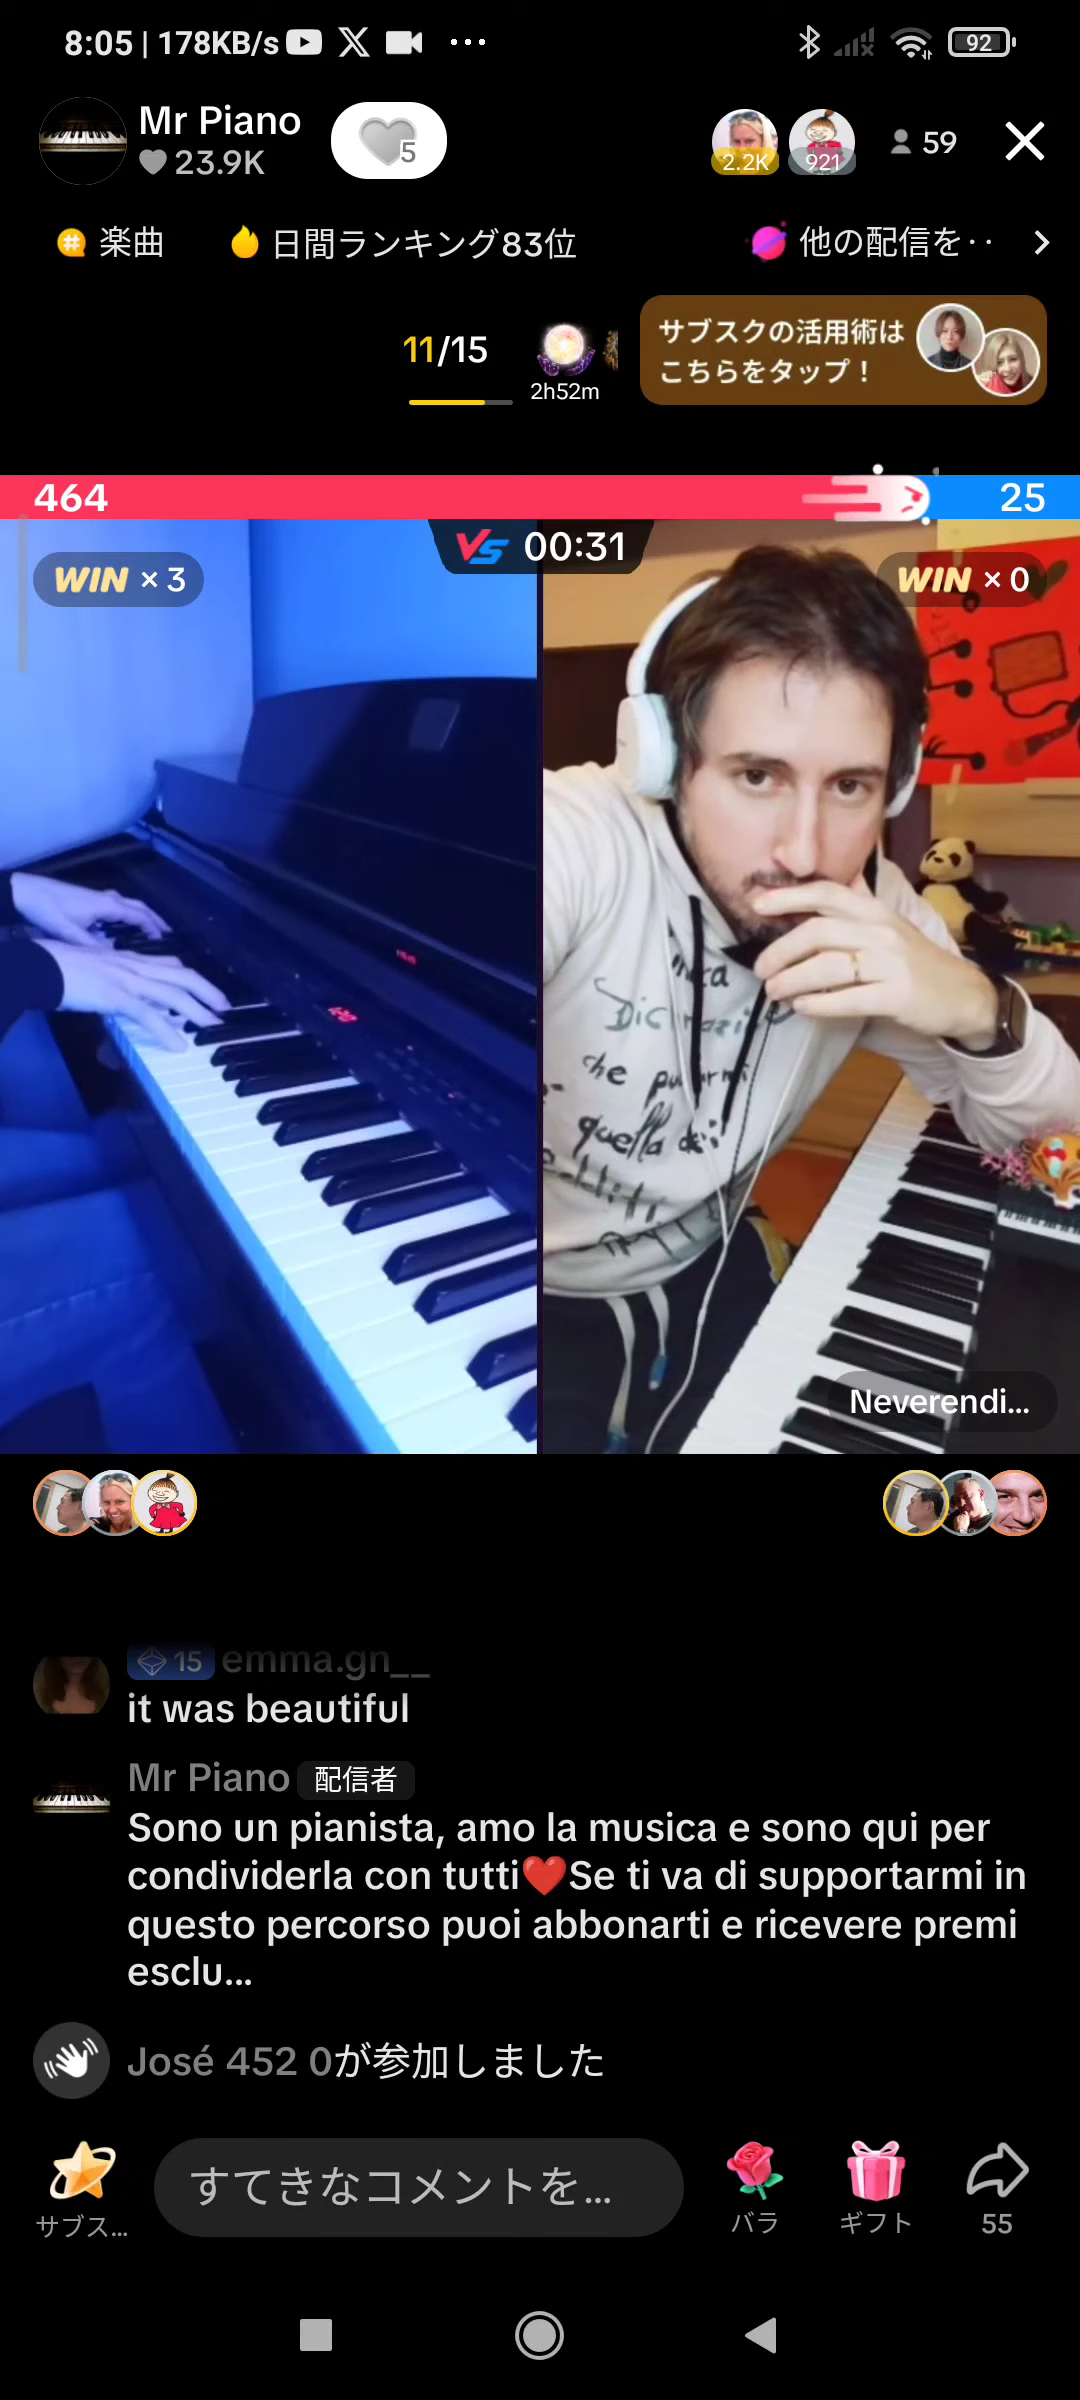 8:05 | 178KB/s
92
Mr Piano
23.9K
5
2.2K
921
59
楽曲
日間ランキング83位
他の配信を‥
11/15
2h52m
サブスクの活用術は
こちらをタップ！
464
25
VS 00:31
WIN × 3
WIN × 0
Dic
che
quella
Neverendi...
15 emma.gn__
it was beautiful
Mr Piano 配信者
Sono un pianista, amo la musica e sono qui per
condividerla con tutti❤️Se ti va di supportarmi in
questo percorso puoi abbonarti e ricevere premi
esclu...
José 452 0が参加しました
すてきなコメントを...
サブス...
バラ
ギフト
55